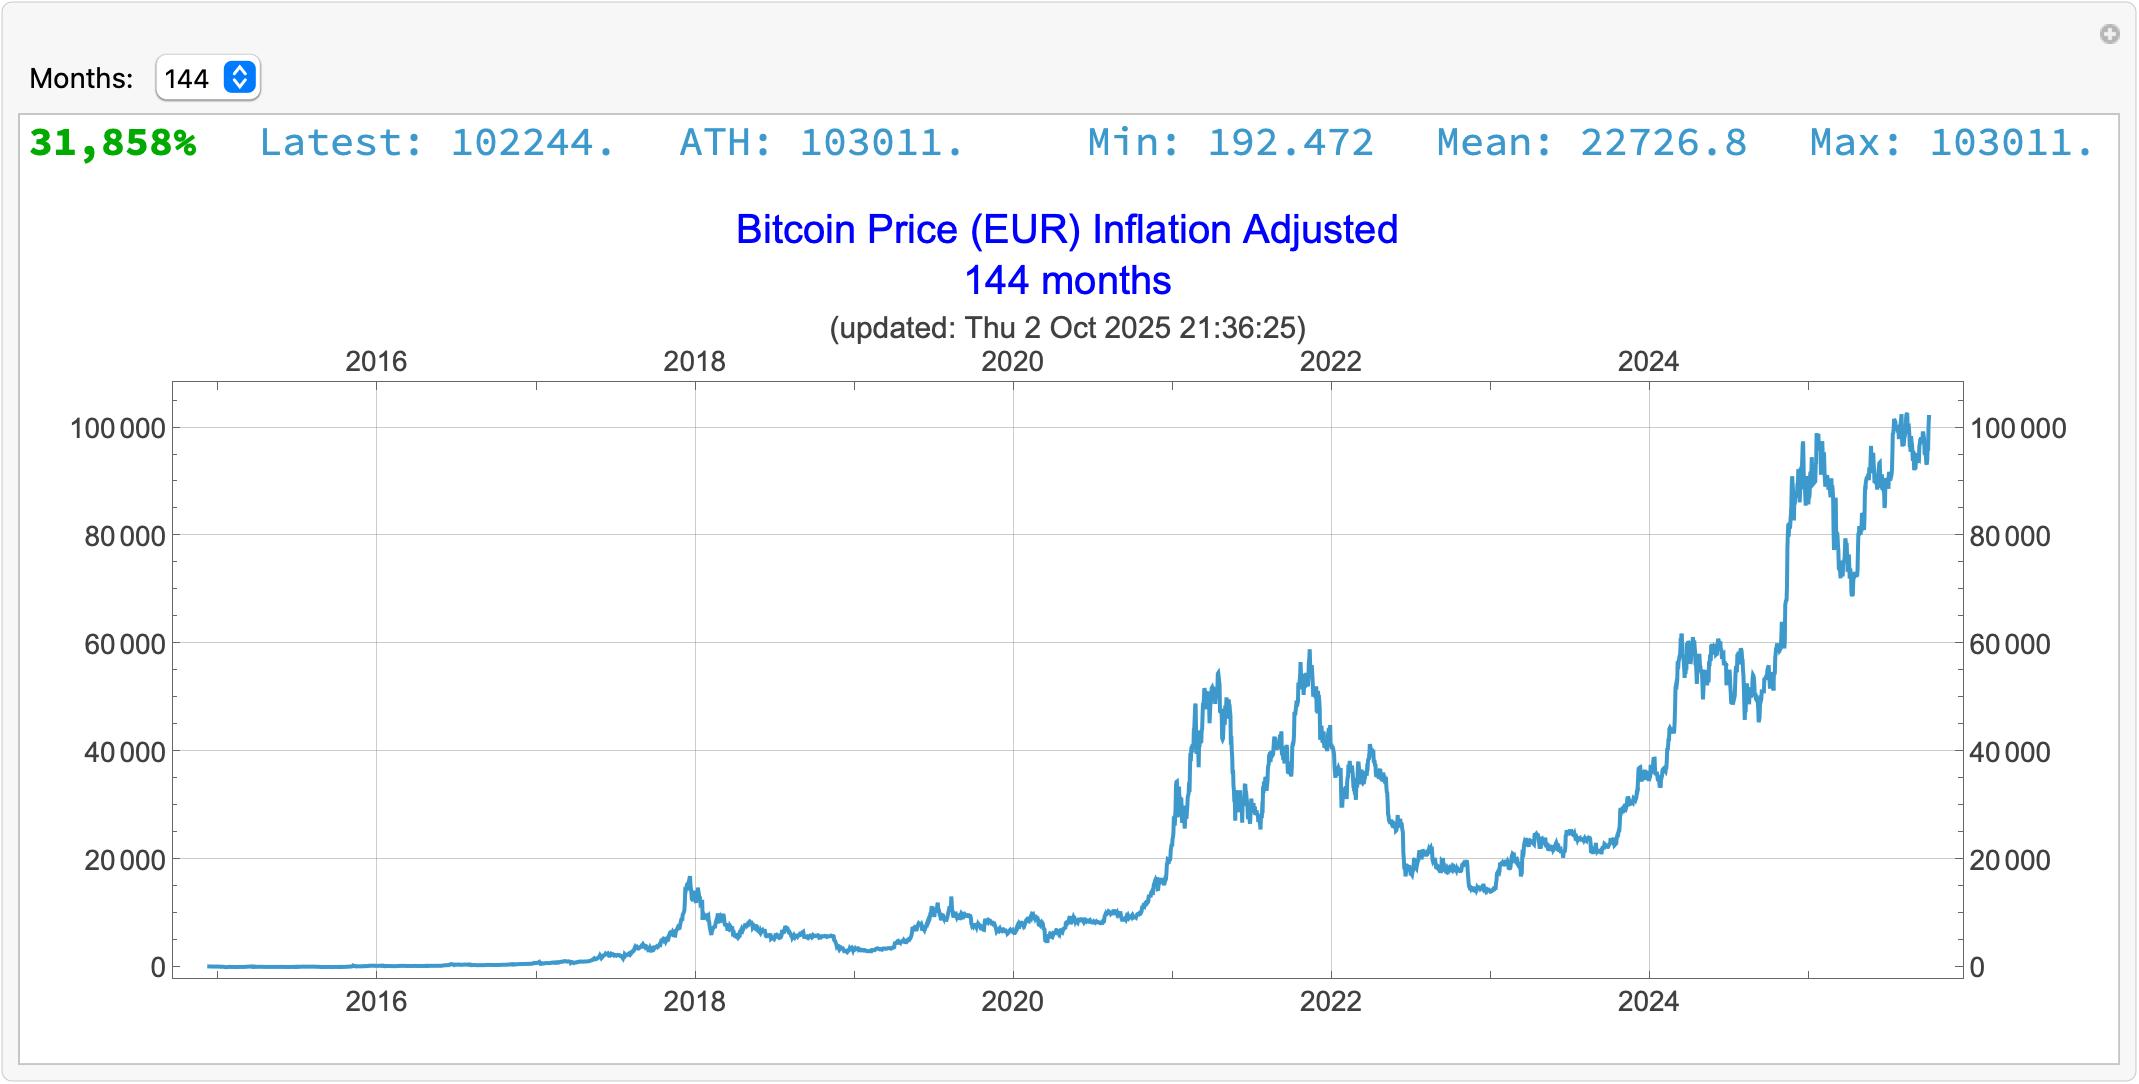 Months: 144
31,858% Latest: 102244. ATH: 103011. Min: 192.472 Mean: 22726.8 Max: 103011.
Bitcoin Price (EUR) Inflation Adjusted
144 months
(updated: Thu 2 Oct 2025 21:36:25)
2016 2018 2020 2022 2024
100 000 100 000
80 000 80 000
60 000 60 000
40 000 40 000
20 000 20 000
0 0
2016 2018 2020 2022 2024